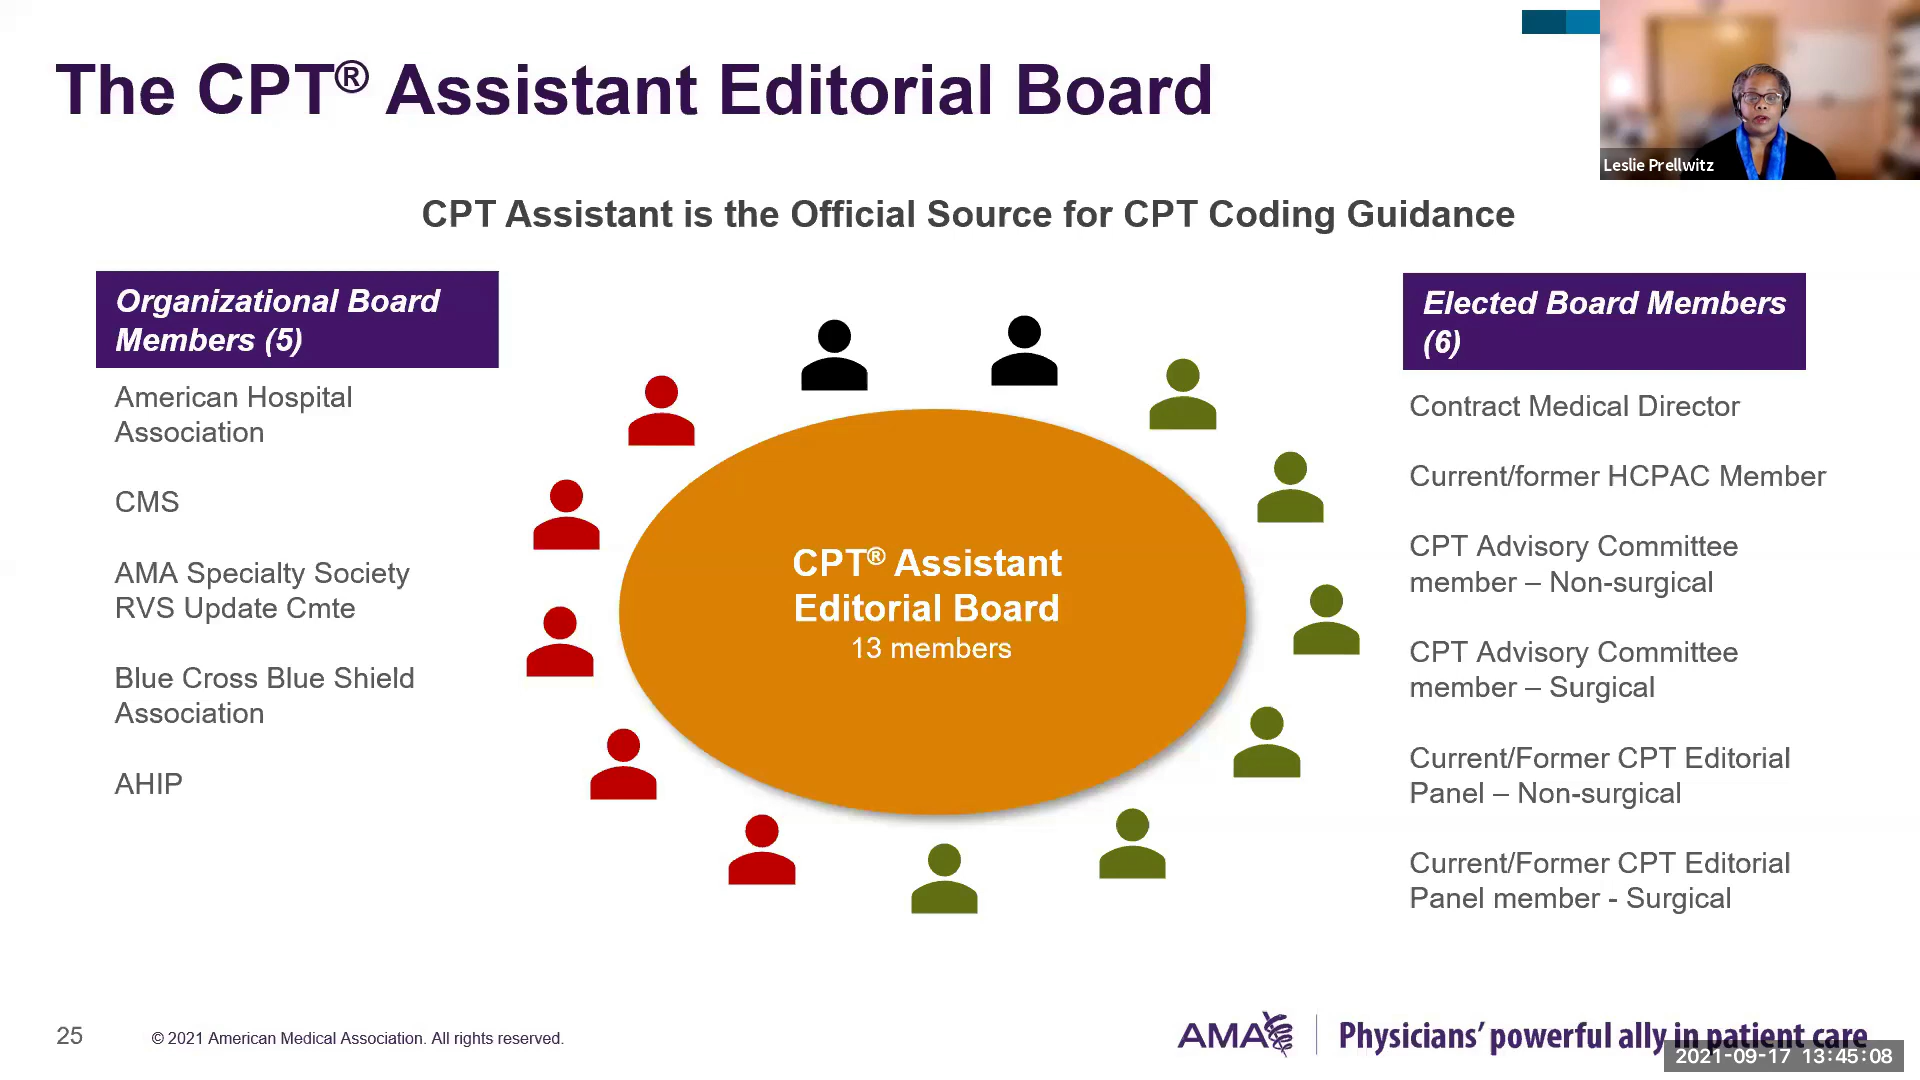 The CPT® Assistant Editorial Board
Leslie Prellwitz
CPT Assistant is the Official Source for CPT Coding Guidance
Organizational Board
Members (5)
American Hospital
Association
CMS
AMA Specialty Society
RVS Update Cmte
Blue Cross Blue Shield
Association
AHIP
CPT® Assistant
Editorial Board
13 members
Elected Board Members
(6)
Contract Medical Director
Current/former HCPAC Member
CPT Advisory Committee
member – Non-surgical
CPT Advisory Committee
member – Surgical
Current/Former CPT Editorial
Panel – Non-surgical
Current/Former CPT Editorial
Panel member - Surgical
25
© 2021 American Medical Association. All rights reserved.
AMA
Physicians’ powerful ally in patient care
2021-09-17 13:45:08